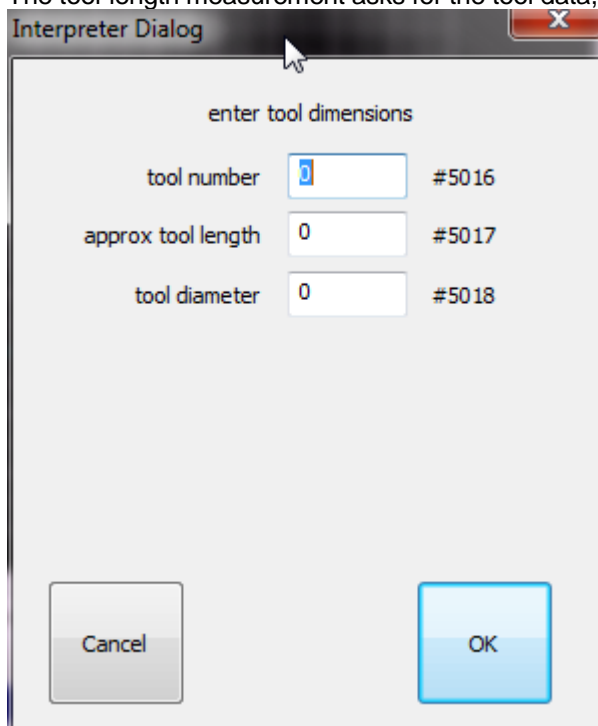 The tool length measurement asks for the tool data,
Interpreter Dialog
enter tool dimensions
tool number 0 #5016
approx tool length 0 #5017
tool diameter 0 #5018
Cancel OK